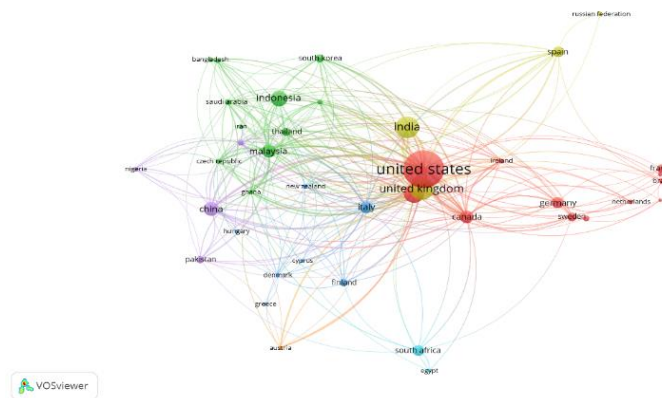 russian federation
spain
bangladesh
south korea
saudi arabia
indonesia
india
iran
thailand
malaysia
czech republic
ireland
nigeria
united states
ghana
new zealand
united kingdom
china
italy
canada
germany
netherlands
sweden
hungary
pakistan
cyprus
denmark
finland
greece
austria
south africa
egypt
VOSviewer